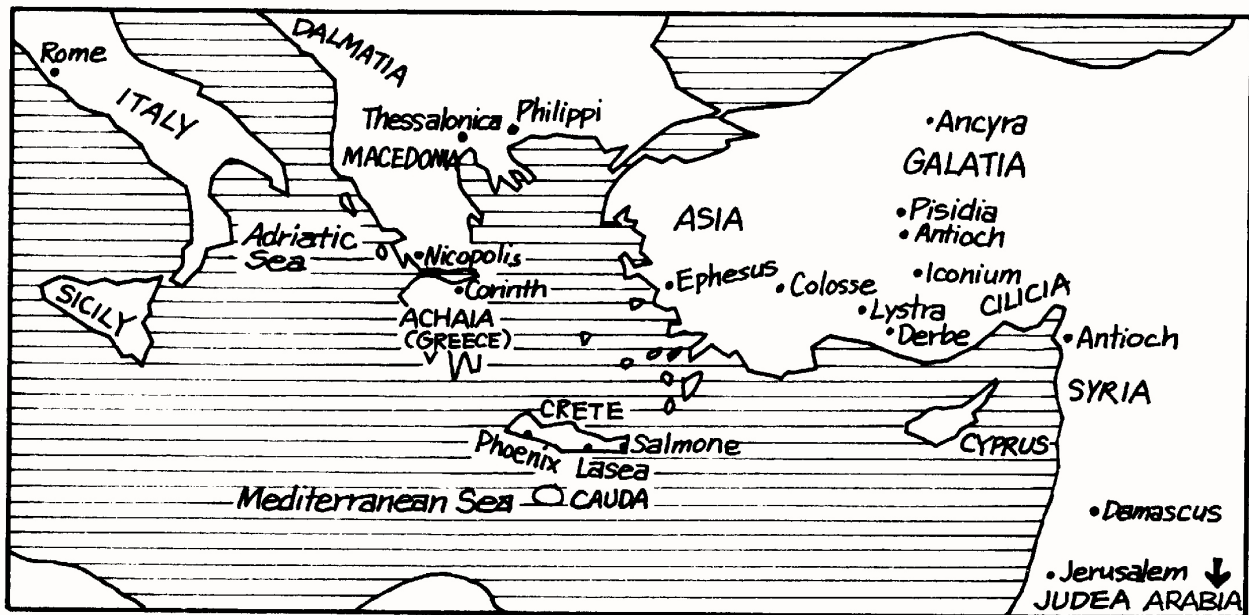 Rome
ITALY
DALMATIA
Thessalonica
Philippi
MACEDONIA
Ancyra
GALATIA
Pisidia
Antioch
ASIA
Adriatic
Sea
Nicopolis
Corinth
ACHAIA
(GREECE)
SICILY
Ephesus
Colosse
Iconium
CILICIA
Lystra
Derbe
Antioch
SYRIA
CRETE
Phoenix
Lasea
Salmone
CYPRUS
Mediterranean Sea
CAUDA
Damascus
Jerusalem
JUDEA ARABIA